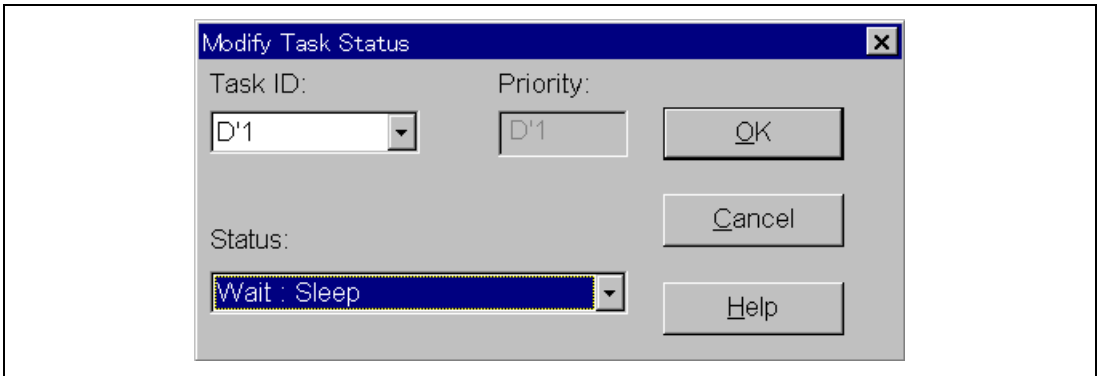 Modify Task Status
Task ID:
Priority:
D'1
D'1
OK
Cancel
Status:
Wait : Sleep
Help